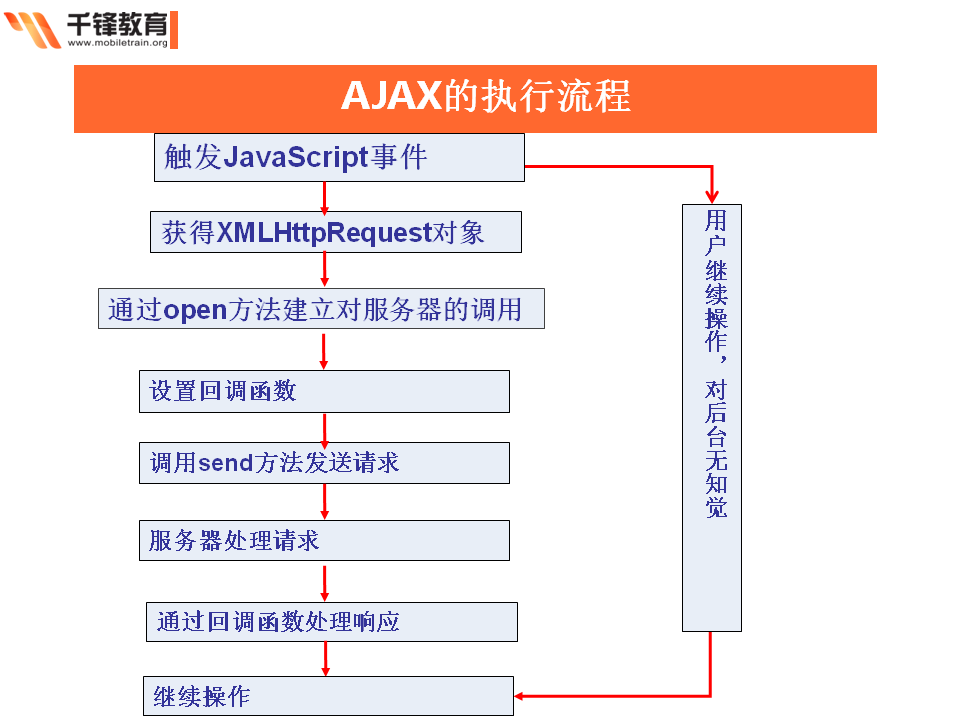 千锋教育
www.mobiletrain.org
AJAX的执行流程
触发JavaScript事件
获得XMLHttpRequest对象
通过open方法建立对服务器的调用
设置回调函数
调用send方法发送请求
服务器处理请求
通过回调函数处理响应
继续操作
用户继续操作，对后台无知觉